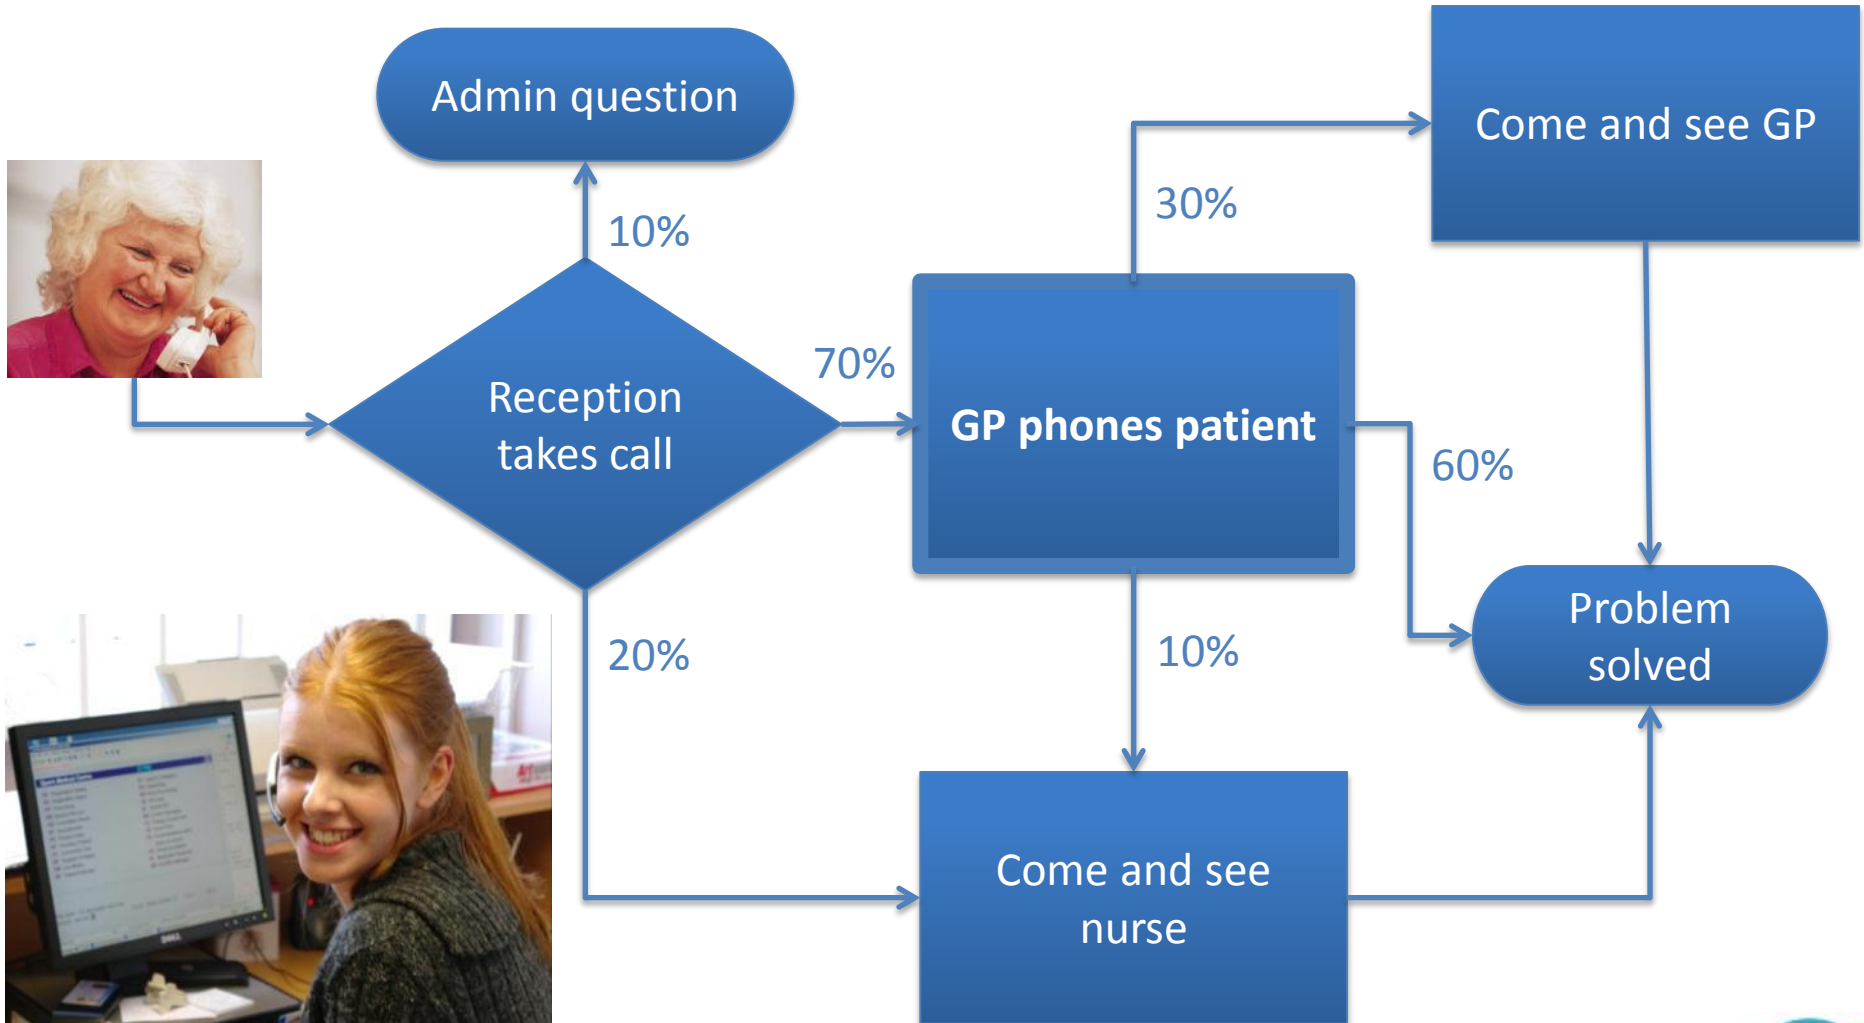 Admin question
10%
Come and see GP
30%
70%
Reception
takes call
GP phones patient
60%
20%
10%
Problem
solved
Come and see
nurse
DELL